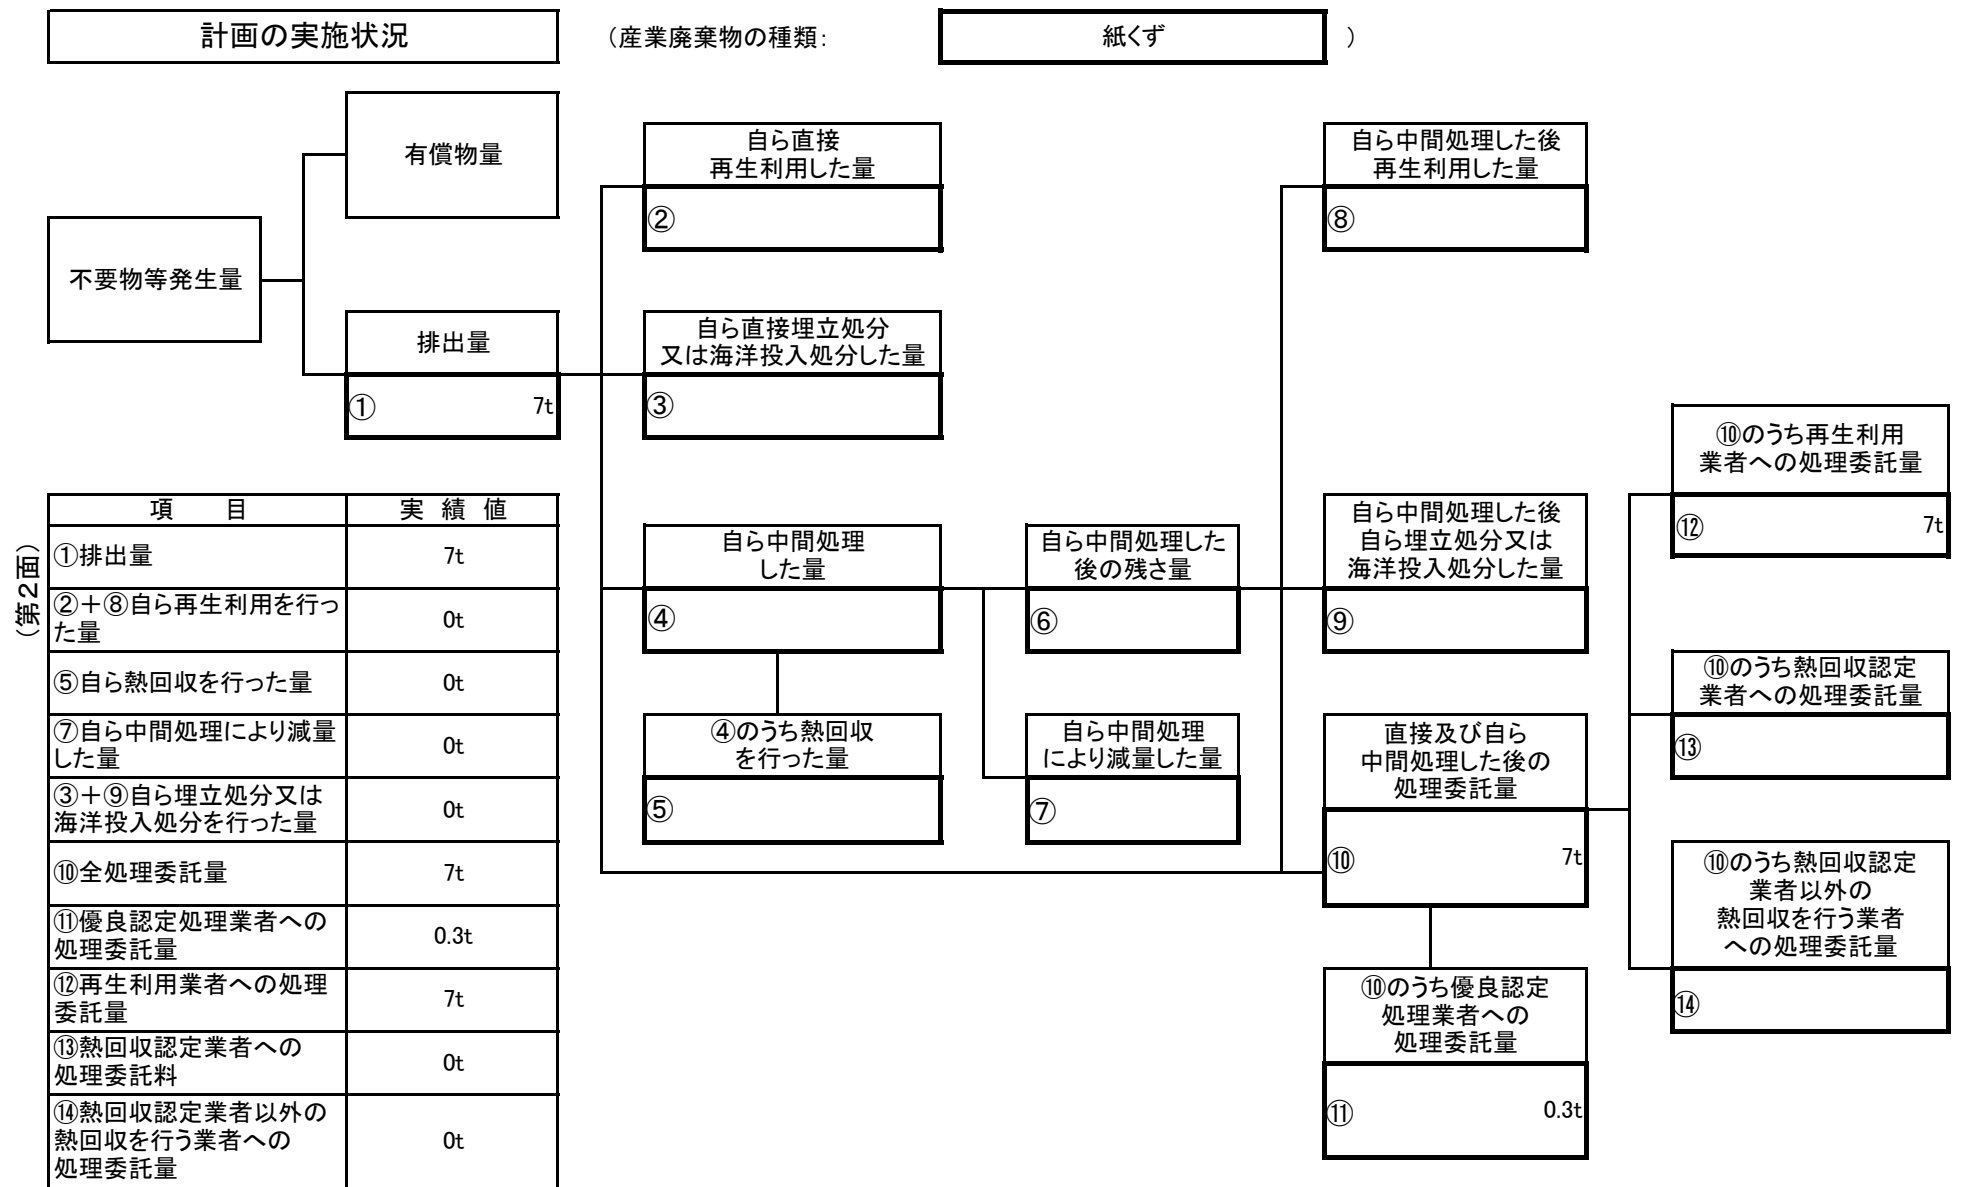 計画の実施状況
（産業廃棄物の種類：
紙くず
）
有償物量
不要物等発生量
排出量
① 7t
自ら直接
再生利用した量
②
自ら直接埋立処分
又は海洋投入処分した量
③
自ら中間処理
した量
④
④のうち熱回収
を行った量
⑤
自ら中間処理した
後の残さ量
⑥
自ら中間処理
により減量した量
⑦
自ら中間処理した後
再生利用した量
⑧
自ら中間処理した後
自ら埋立処分又は
海洋投入処分した量
⑨
直接及び自ら
中間処理した後の
処理委託量
⑩ 7t
⑩のうち優良認定
処理業者への
処理委託量
⑪ 0.3t
⑩のうち再生利用
業者への処理委託量
⑫ 7t
⑩のうち熱回収認定
業者への処理委託量
⑬
⑩のうち熱回収認定
業者以外の
熱回収を行う業者
への処理委託量
⑭
（第２面）
項　目 実 績 値
①排出量 7t
②＋⑧自ら再生利用を行っ
た量 0t
⑤自ら熱回収を行った量 0t
⑦自ら中間処理により減量
した量 0t
③＋⑨自ら埋立処分又は
海洋投入処分を行った量 0t
⑩全処理委託量 7t
⑪優良認定処理業者への
処理委託量 0.3t
⑫再生利用業者への処理
委託量 7t
⑬熱回収認定業者への
処理委託料 0t
⑭熱回収認定業者以外の
熱回収を行う業者への
処理委託量 0t